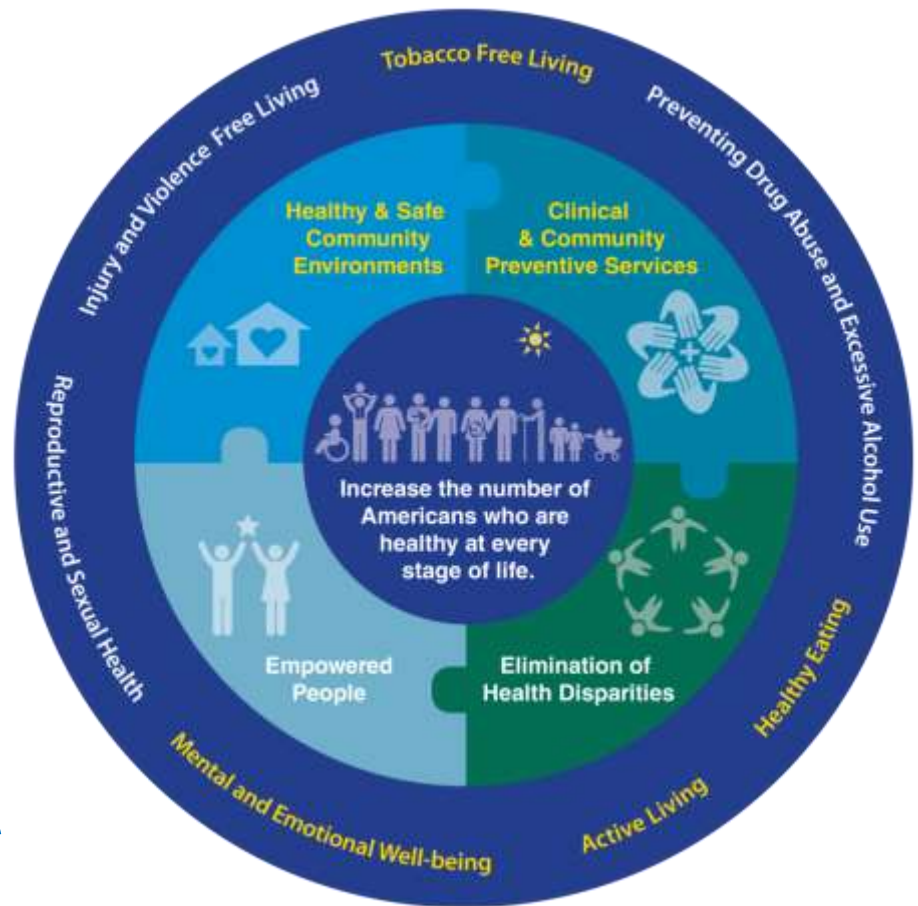 Tobacco Free Living
Preventing Drug Abuse and Excessive Alcohol Use
Healthy Eating
Active Living
Mental and Emotional Well-being
Reproductive and Sexual Health
Injury and Violence Free Living
Healthy & Safe
Community
Environments
Clinical
& Community
Preventive Services
Increase the number of
Americans who are
healthy at every
stage of life.
Empowered
People
Elimination of
Health Disparities